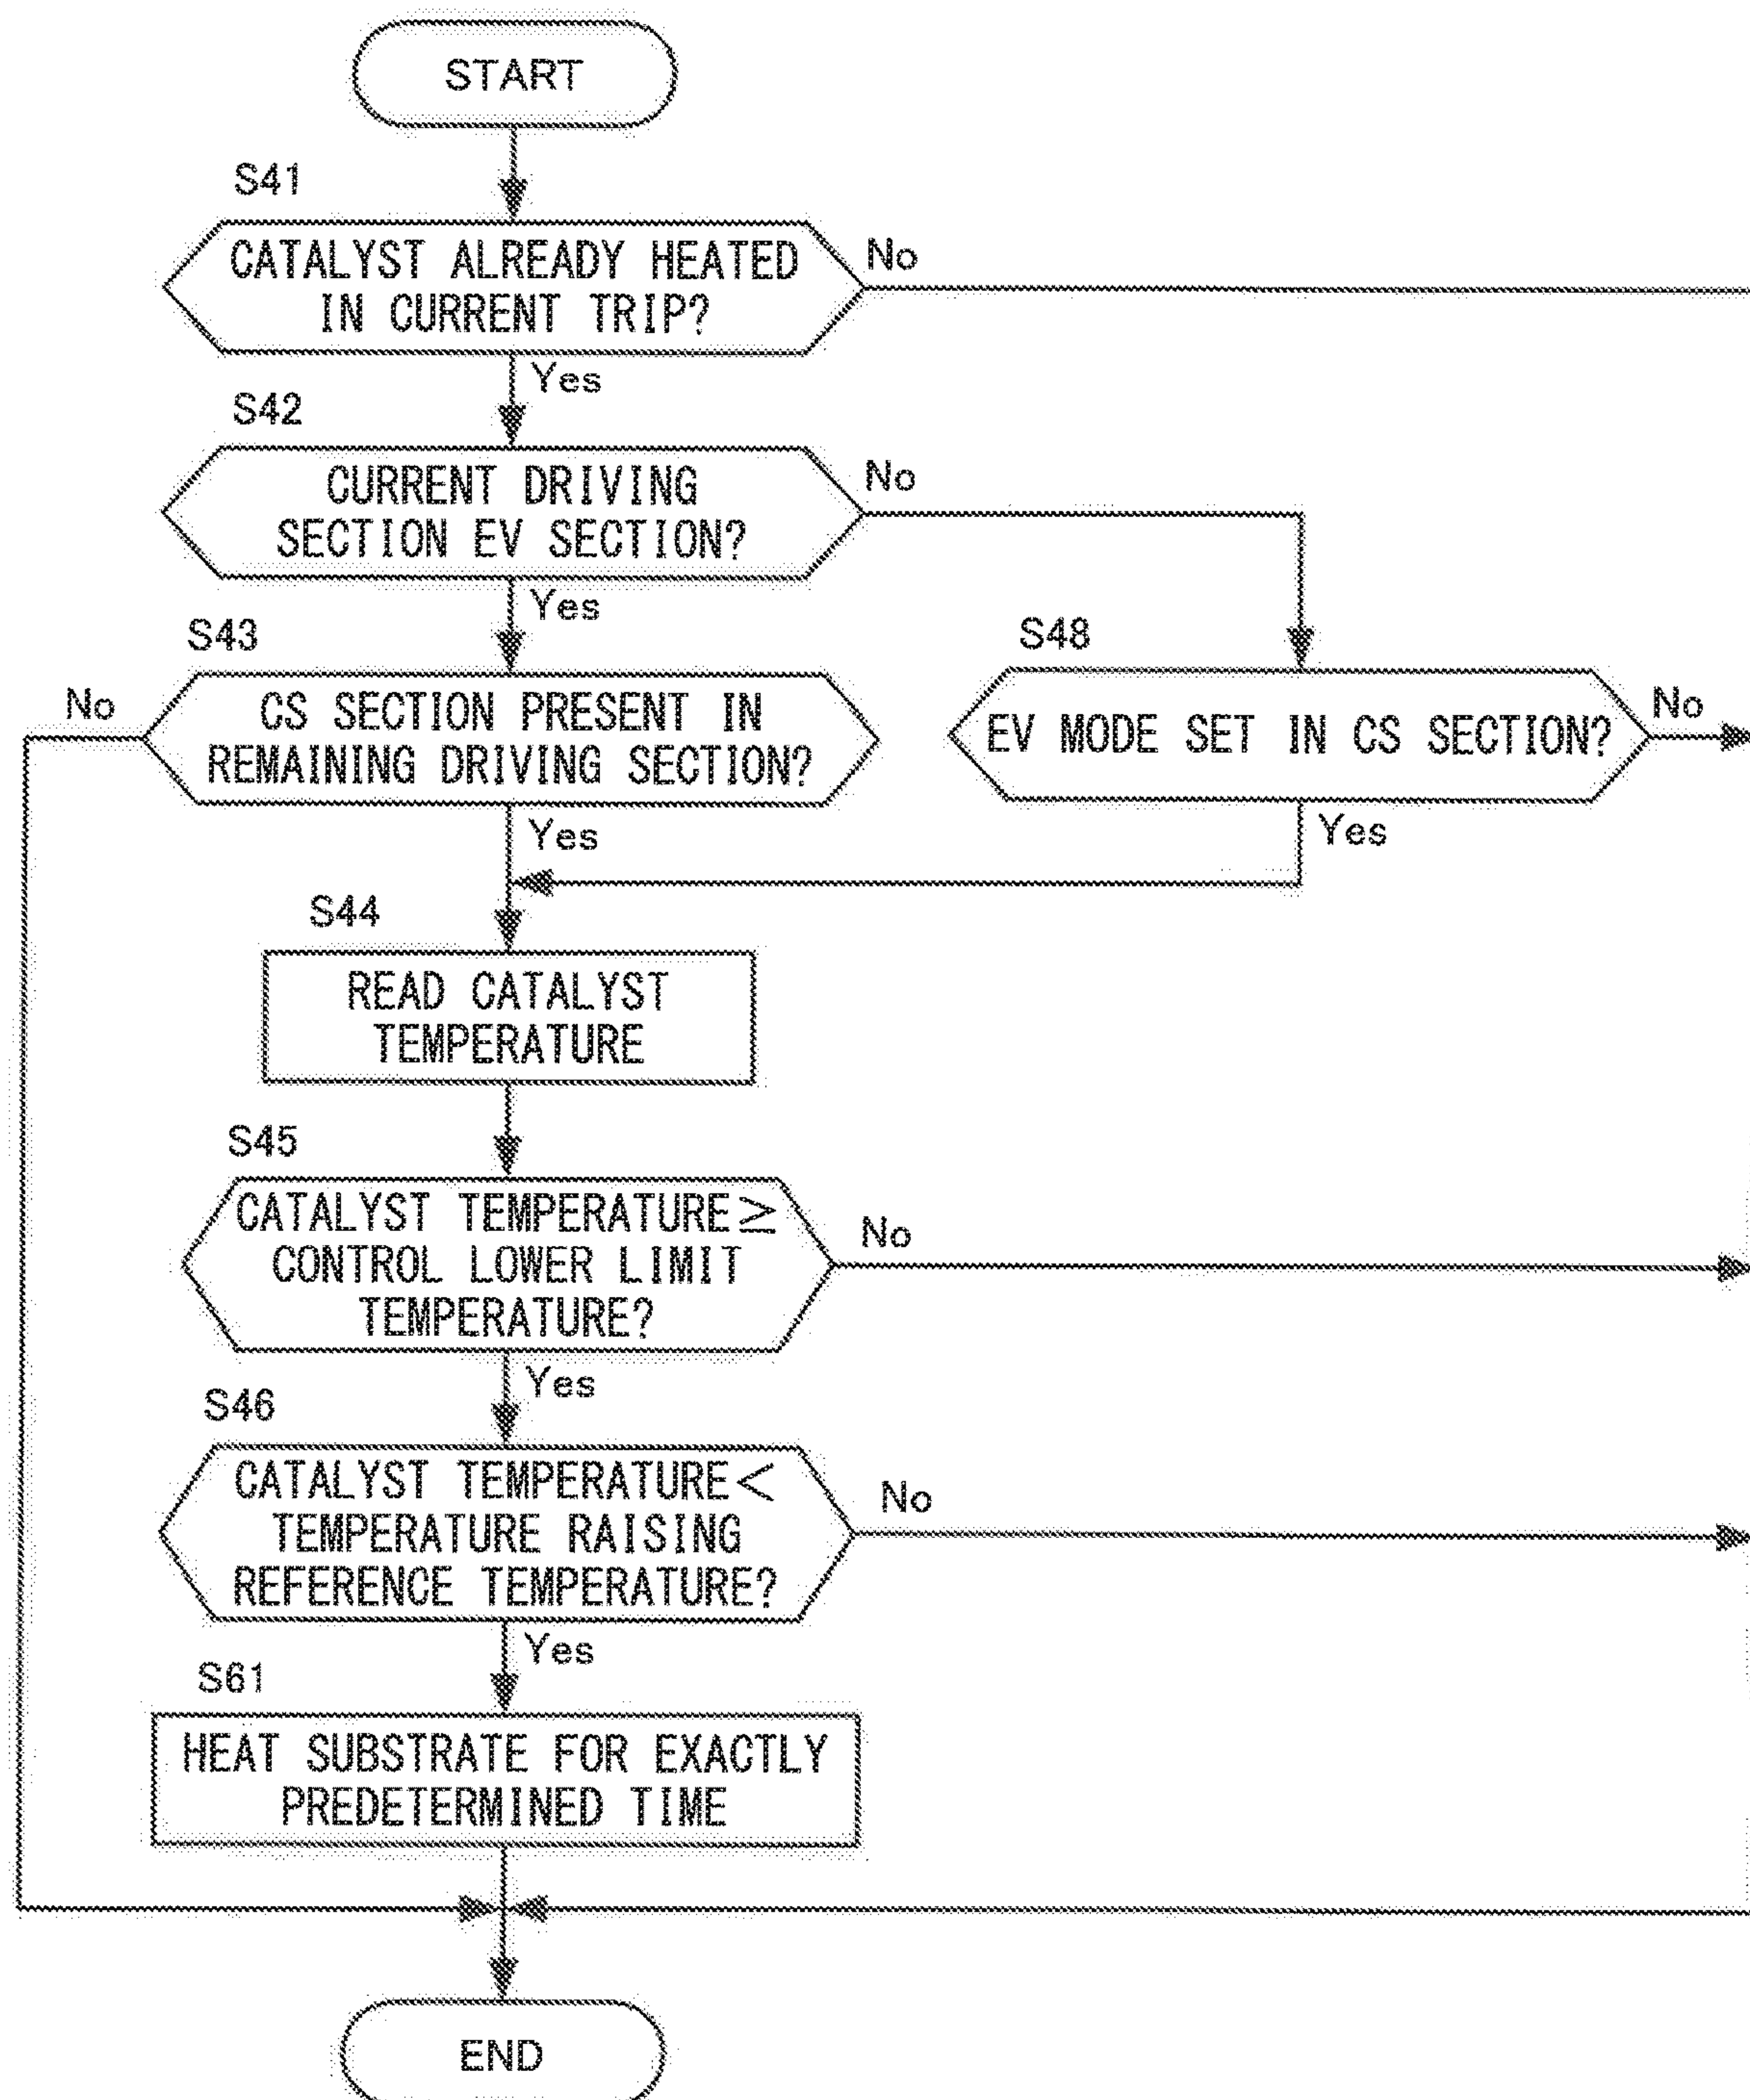 START
S41
CATALYST ALREADY HEATED
IN CURRENT TRIP?
No
Yes
S42
CURRENT DRIVING
SECTION EV SECTION?
No
Yes
S43
CS SECTION PRESENT IN
REMAINING DRIVING SECTION?
No
Yes
S48
EV MODE SET IN CS SECTION?
No
Yes
S44
READ CATALYST
TEMPERATURE
S45
CATALYST TEMPERATURE≧
CONTROL LOWER LIMIT
TEMPERATURE?
No
Yes
S46
CATALYST TEMPERATURE<
TEMPERATURE RAISING
REFERENCE TEMPERATURE?
No
Yes
S61
HEAT SUBSTRATE FOR EXACTLY
PREDETERMINED TIME
END